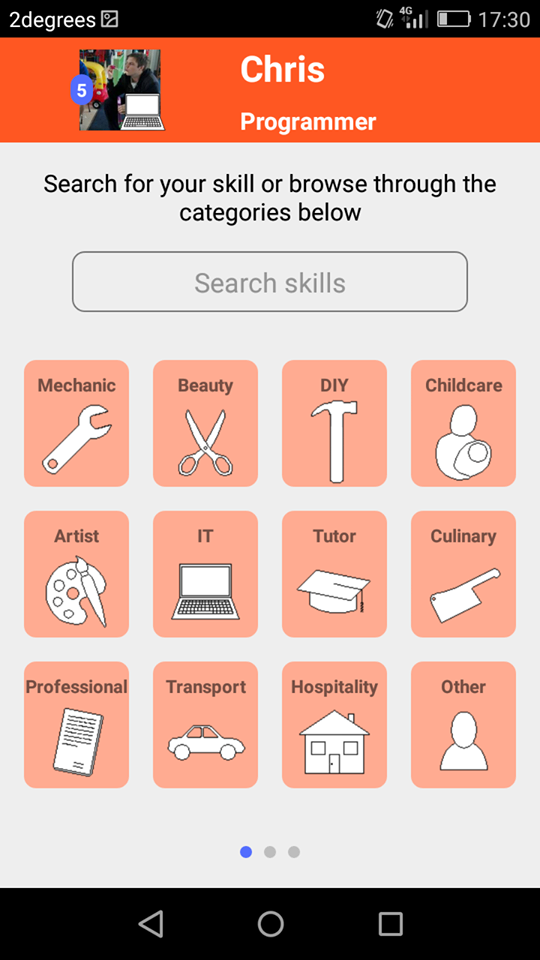 2degrees
4G
17:30
5
Chris
Programmer
Search for your skill or browse through the
categories below
Search skills
Mechanic
Beauty
DIY
Childcare
Artist
IT
Tutor
Culinary
Professional
Transport
Hospitality
Other